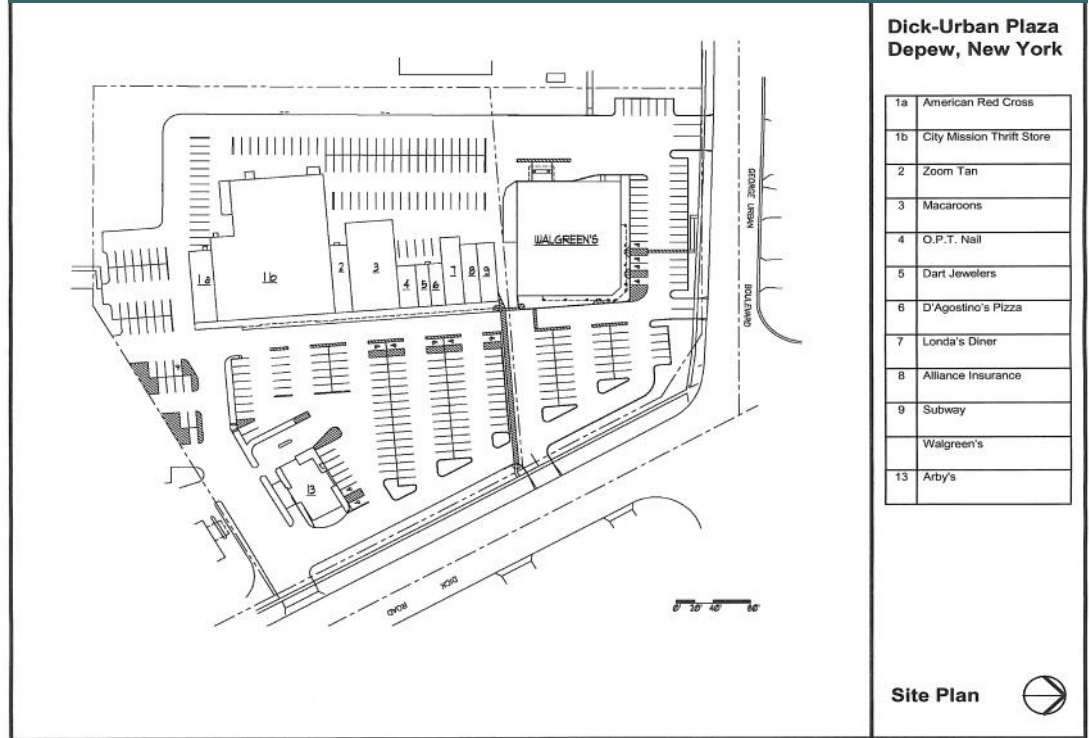 Dick-Urban Plaza
Depew, New York
1a American Red Cross
1b City Mission Thrift Store
2 Zoom Tan
3 Macaroons
4 O.P.T. Nail
5 Dart Jewelers
6 D'Agostino's Pizza
7 Londa's Diner
8 Alliance Insurance
9 Subway
Walgreen's
13 Arby's
WALGREEN'S
1a
1b
2
3
4
5
6
7
8
9
13
GEORGE URBAN
BOULEVARD
DICK
ROAD
0' 20' 40' 80'
Site Plan